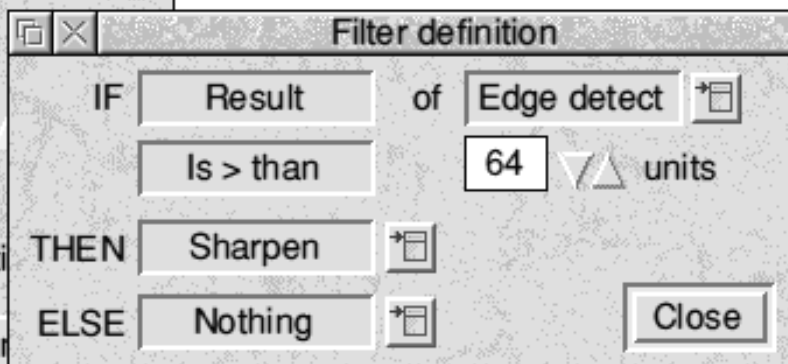 Filter definition
IF Result of Edge detect
Is > than 64 units
THEN Sharpen
ELSE Nothing
Close